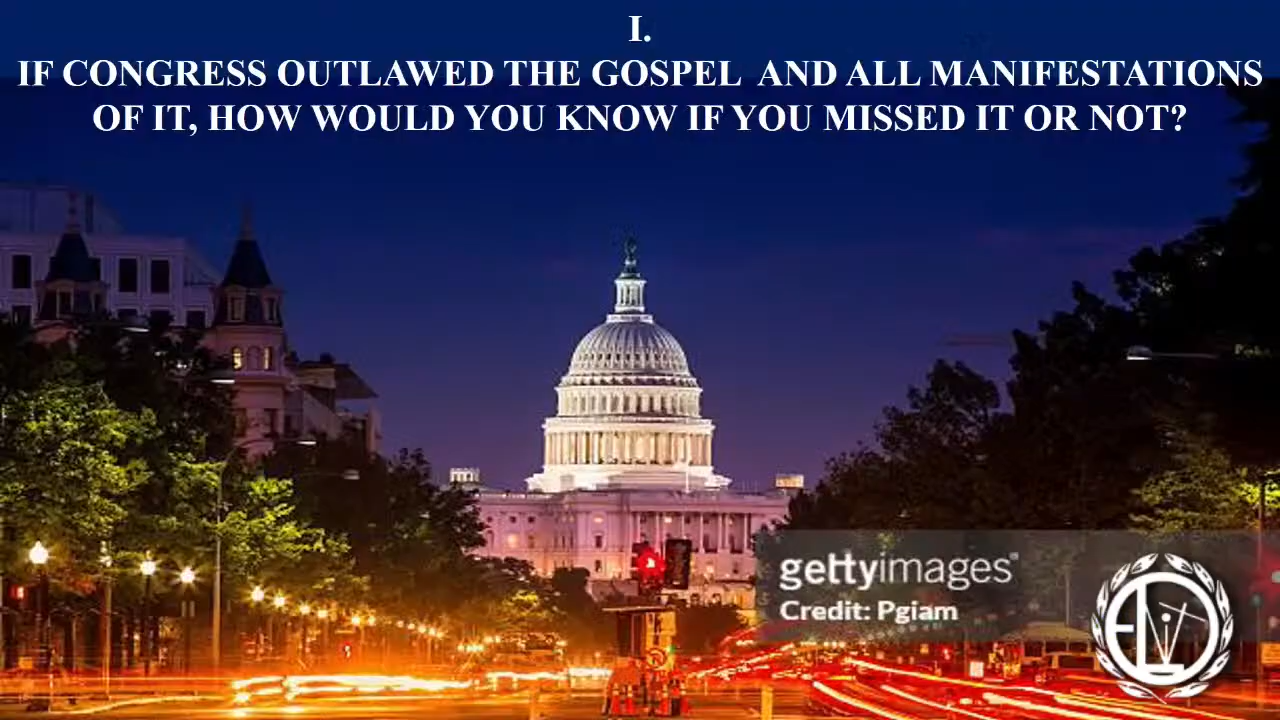 I.
IF CONGRESS OUTLAWED THE GOSPEL  AND ALL MANIFESTATIONS
OF IT, HOW WOULD YOU KNOW IF YOU MISSED IT OR NOT?
gettyimages®
Credit: Pgiam